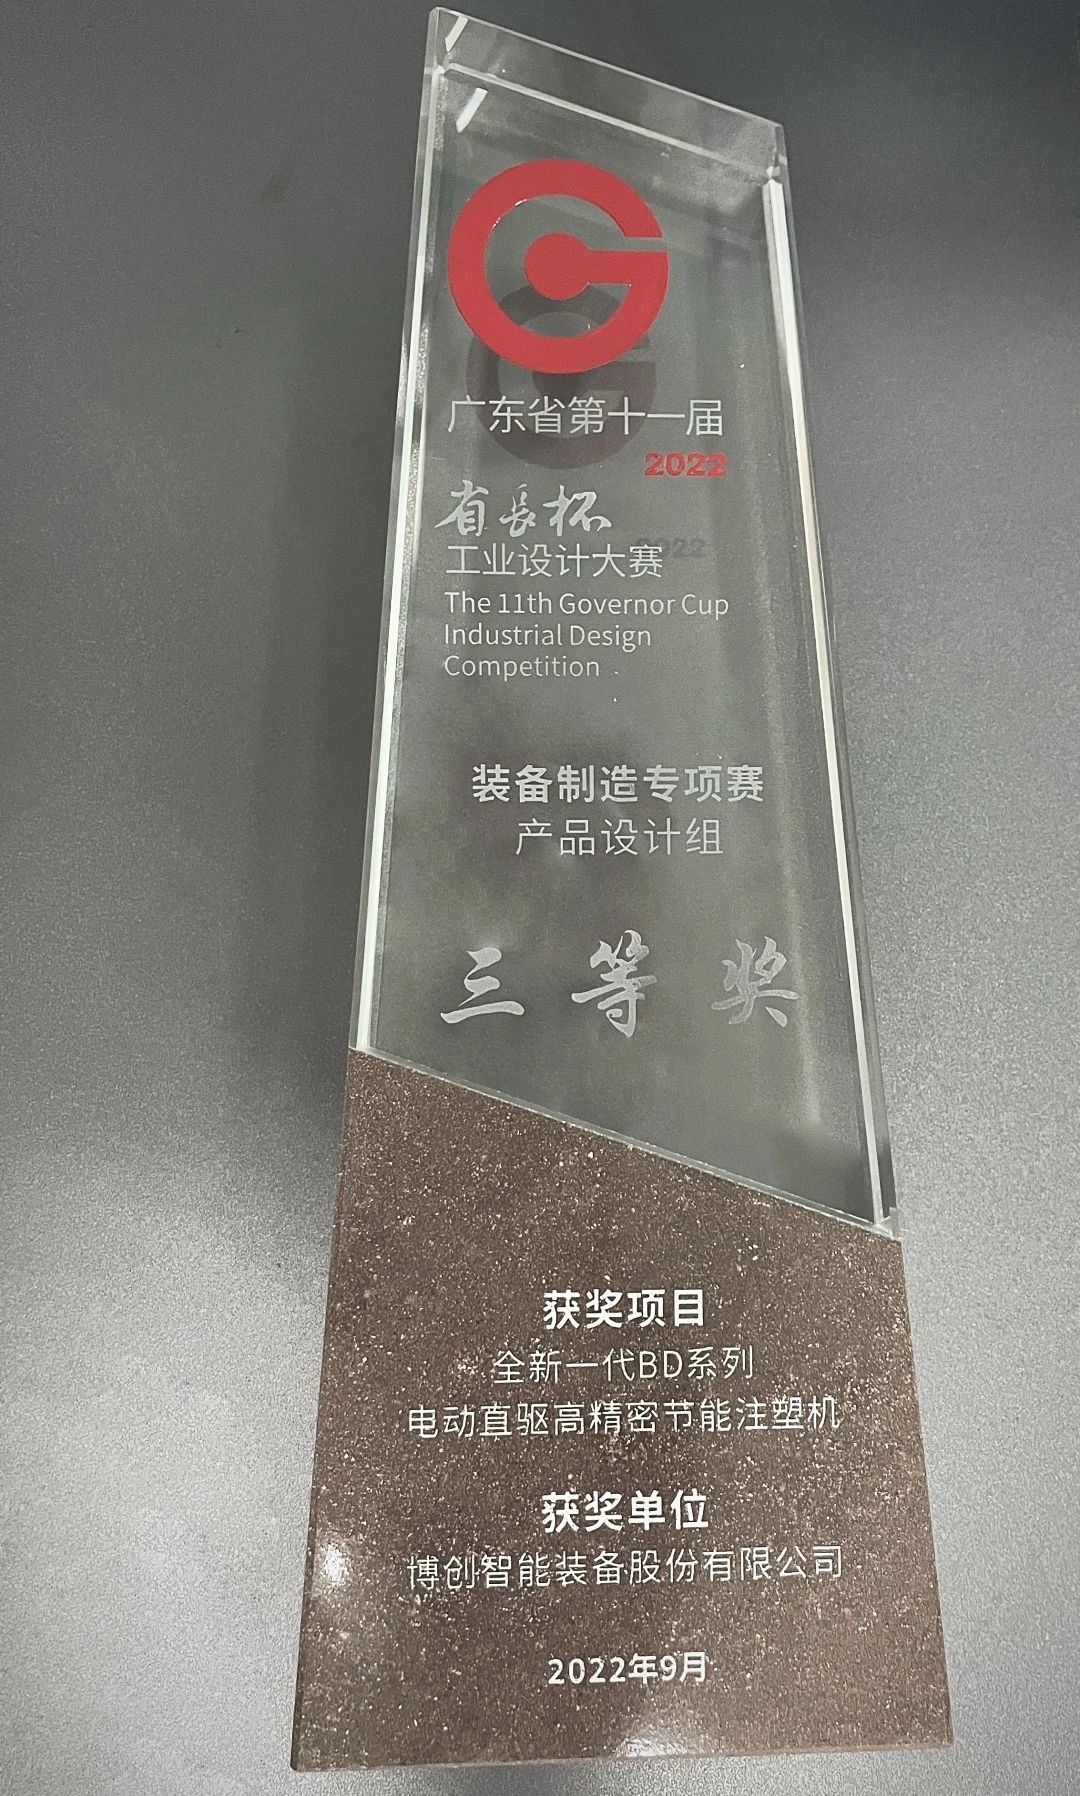 广东省第十一届
2022
省長杯
工业设计大赛
The 11th Governor Cup
Industrial Design
Competition
装备制造专项赛
产品设计组
三等奖
获奖项目
全新一代BD系列
电动直驱高精密节能注塑机
获奖单位
博创智能装备股份有限公司
2022年9月